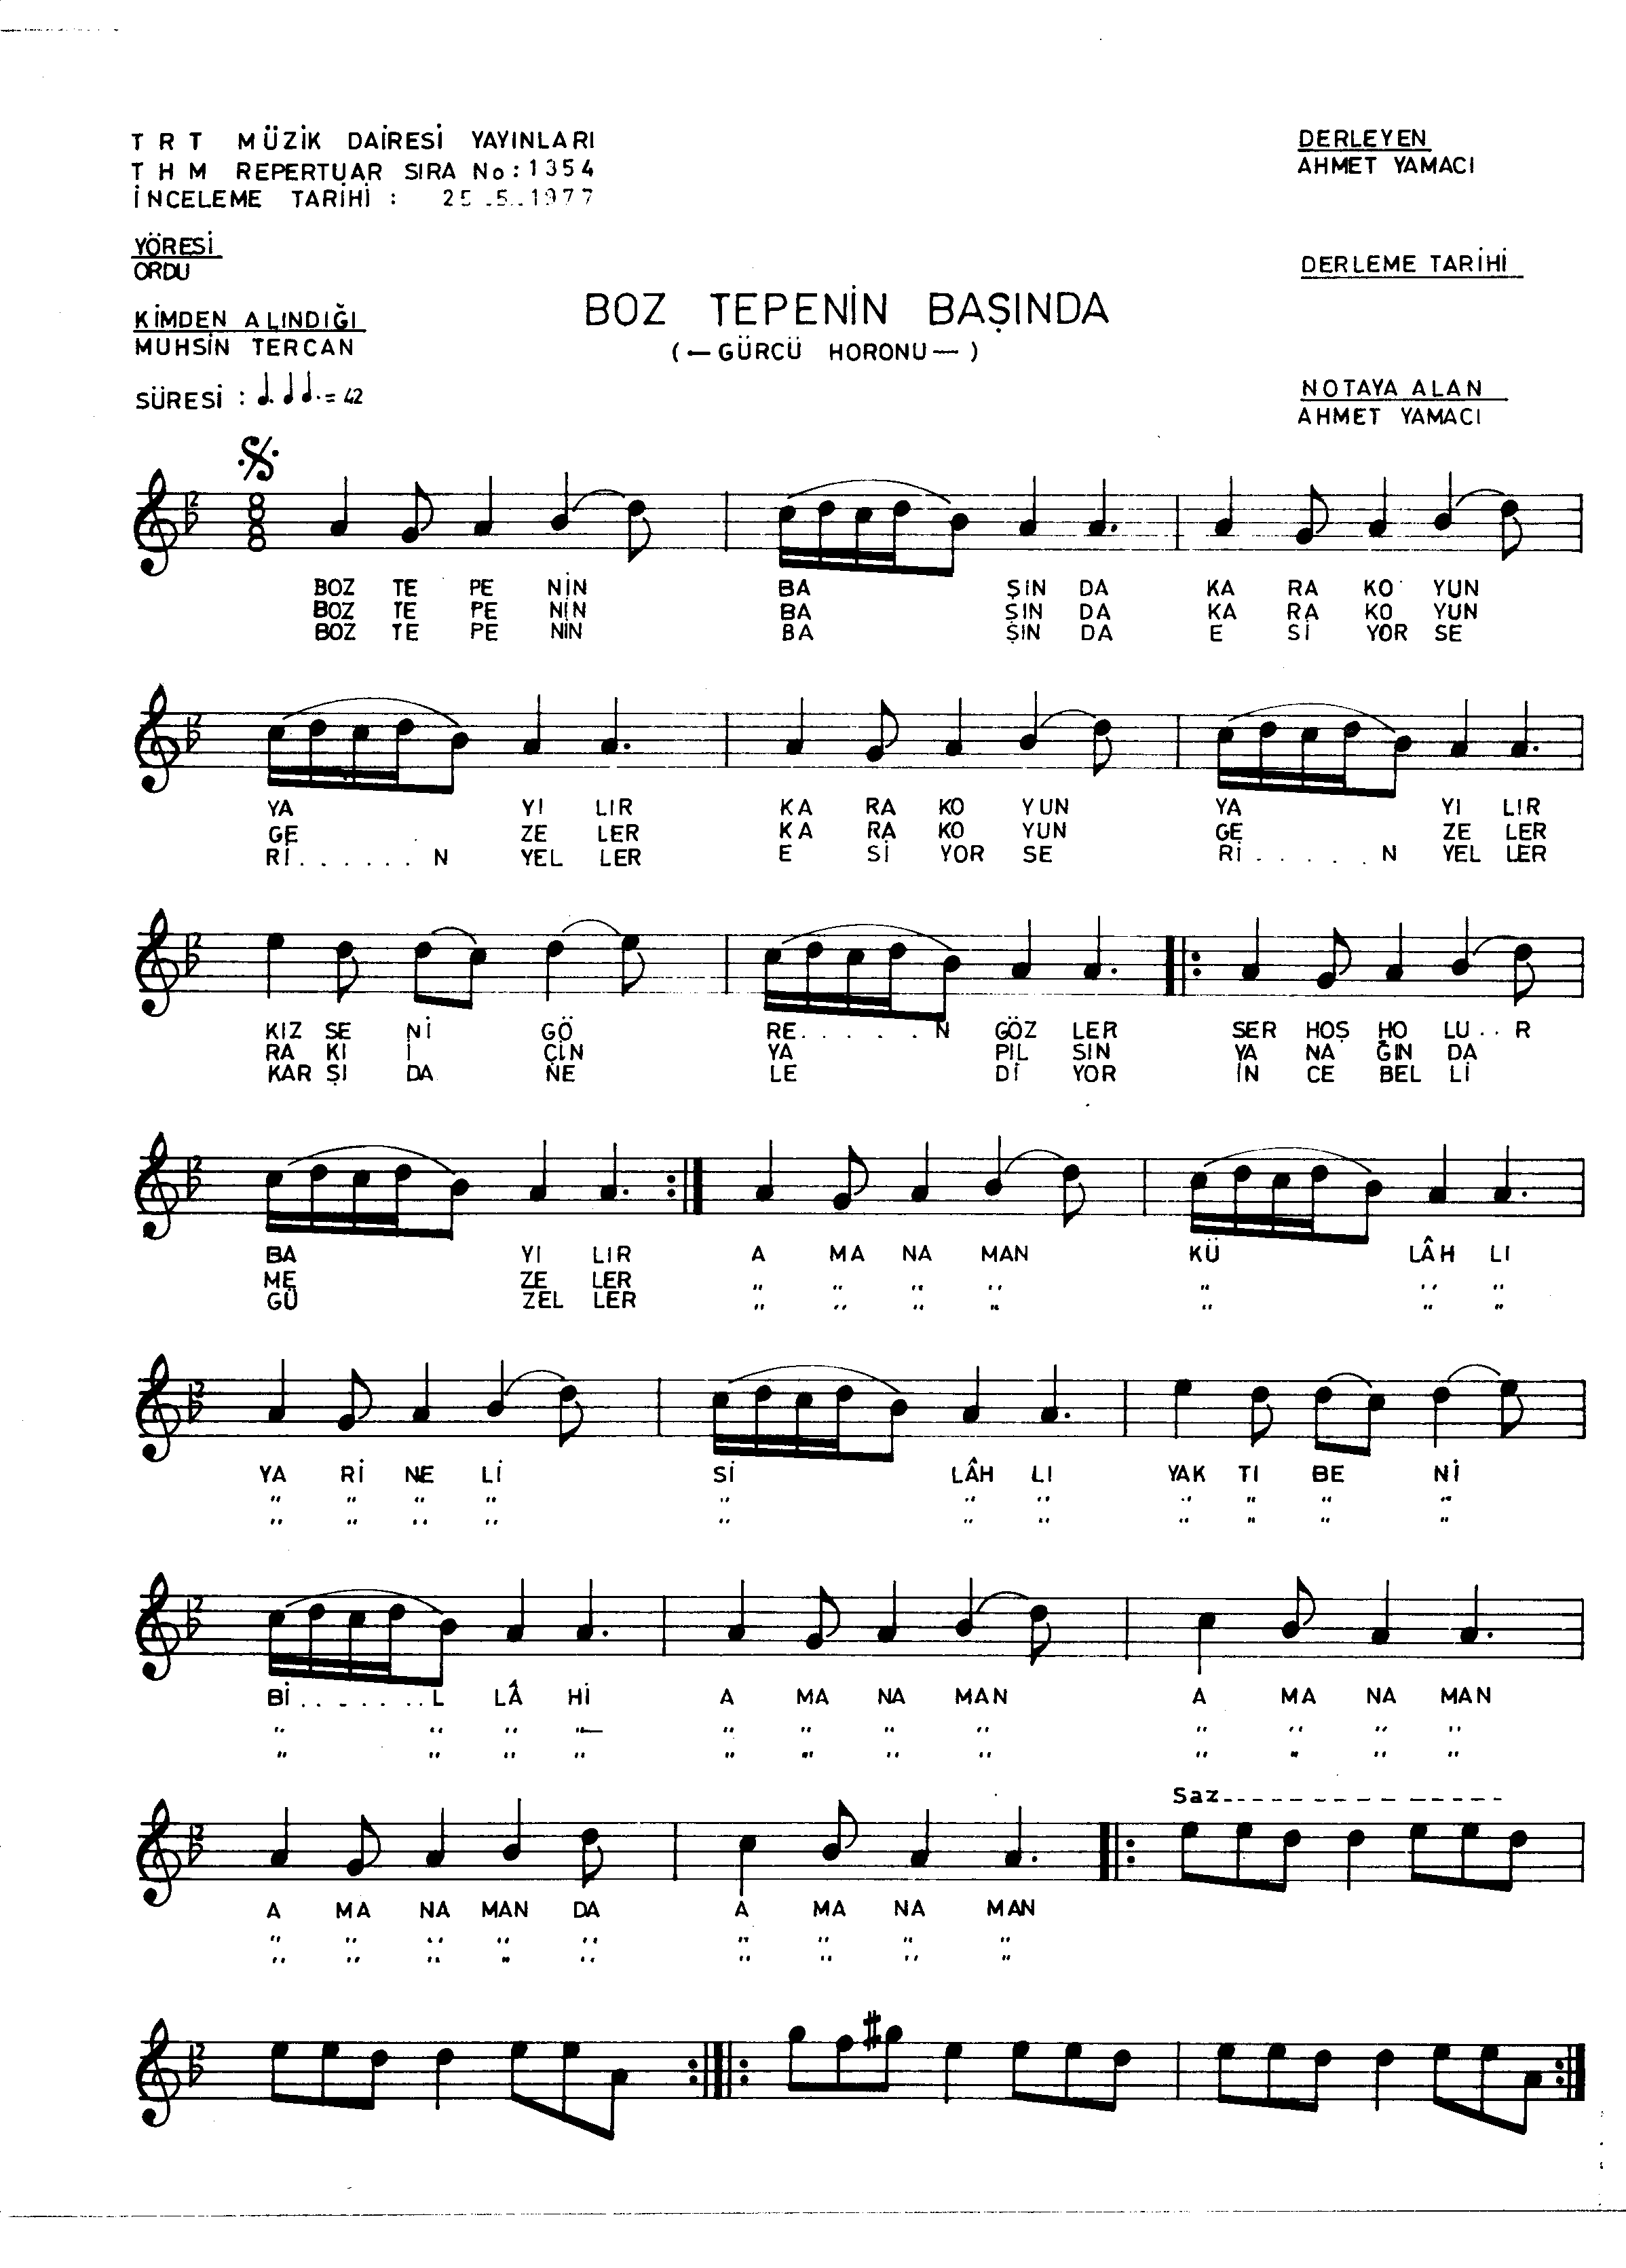 TRT MÜZİK DAİRESİ YAYINLARI
THM REPERTUAR SIRA No: 1354
İNCELEME TARİHİ : 25.5.1977
DERLEYEN
AHMET YAMACI
YÖRESİ
ORDU
DERLEME TARİHİ
KİMDEN ALINDIĞI
MUHSİN TERCAN
BOZ TEPENİN BAŞINDA
(—GÜRCÜ HORONU—)
SÜRESİ : = 42
NOTAYA ALAN
AHMET YAMACI
8
8
8
BOZ TE PE NİN BA ŞIN DA KA RA KO YUN
BOZ TE PE NİN BA ŞIN DA KA RA KO YUN
BOZ TE PE NİN BA ŞIN DA E Sİ YOR SE
YA YI LIR KA RA KO YUN YA YI LIR
GE ZE LER KA RA KO YUN GE ZE LER
Rİ......N YEL LER E Sİ YOR SE Rİ.....N YEL LER
KIZ SE Nİ GÖ RE.....N GÖZ LER SER HOŞ HO LU..R
RA KI İ ÇİN YA PIL SIN YA NA ĞIN DA
KAR ŞI DA NE LE Dİ YOR İN CE BEL Lİ
BA YI LIR A MA NA MAN KÜ LÂH LI
ME ZE LER " " " " " " "
GÜ ZEL LER " " " " " " "
YA Rİ NE Lİ Sİ LÂH LI YAK TI BE Nİ
" " " " " " " " " " "
" " " " " " " " " " "
Bİ.......L LÂ Hİ A MA NA MAN A MA NA MAN
" " " " " " " " " " " "
" " " " " " " " " " " "
Saz
A MA NA MAN DA A MA NA MAN
" " " " " " " " "
" " " " " " " " "